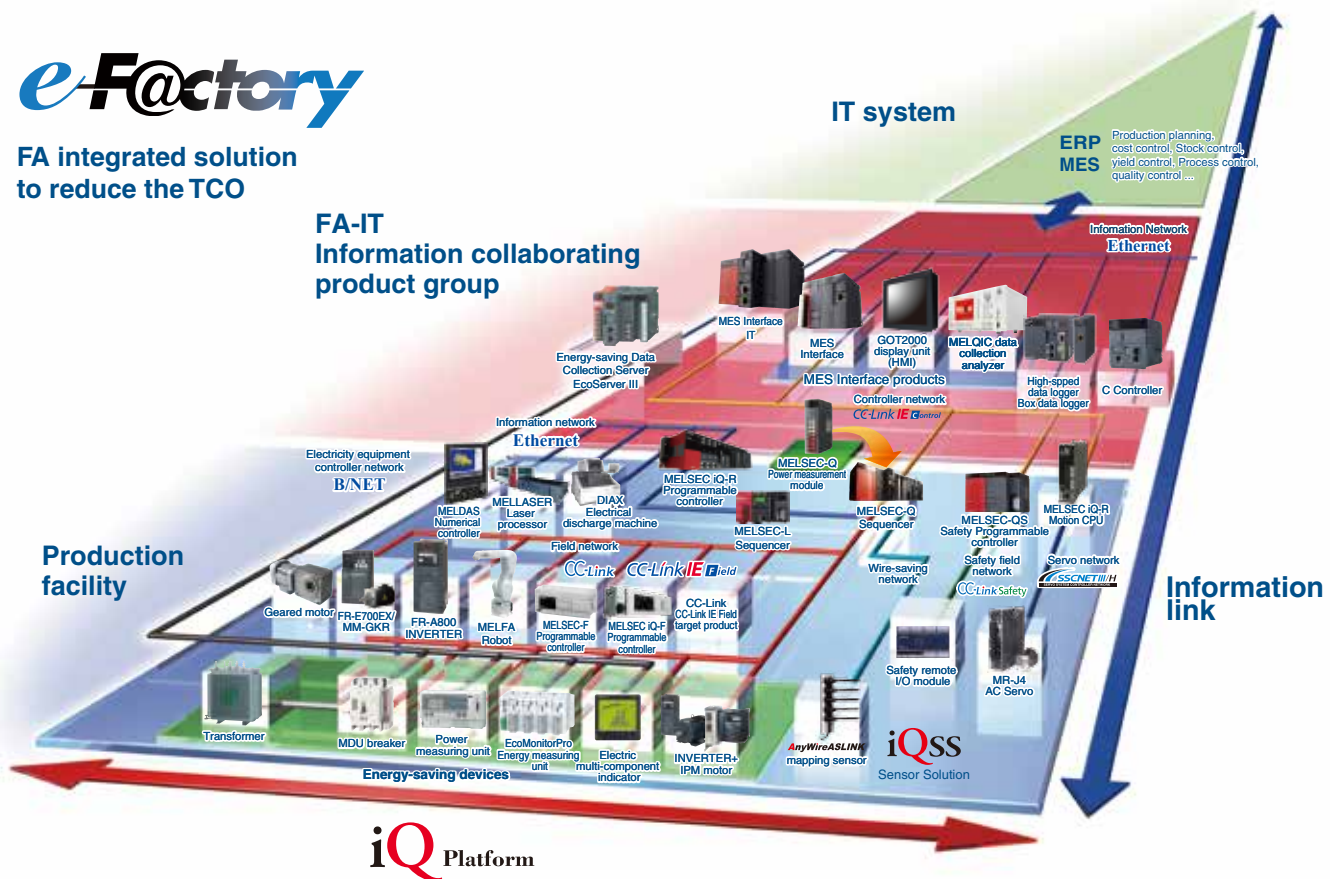 e-F@ctory
FA integrated solution
to reduce the TCO
IT system
ERP
MES
Production planning,
cost control, Stock control,
yield control, Process control,
quality control ...
FA-IT
Information collaborating
product group
Infomation Network
Ethernet
MES Interface
IT
MES
Interface
GOT2000
display unit
(HMI)
MELQIC data
collection
analyzer
High-spped
data logger
Box data logger
C Controller
MES Interface products
Energy-saving Data
Collection Server
EcoServer III
Controller network
CC-Link IE Control
Information network
Ethernet
Electricity equipment
controller network
B/NET
MELDAS
Numerical
controller
MELLASER
Laser
processor
DIAX
Electrical
discharge machine
MELSEC iQ-R
Programmable
controller
MELSEC-L
Sequencer
MELSEC-Q
Power measurement
module
MELSEC-Q
Sequencer
MELSEC-QS
Safety Programmable
controller
MELSEC iQ-R
Motion CPU
Production
facility
Field network
CC-Link
CC-Link IE Field
Wire-saving
network
Safety field
network
CC-Link Safety
Servo network
SSCNETIII/H
SERVO SYSTEM CONTROLLER NETWORK
Information
link
Geared motor
FR-E700EX/
MM-GKR
FR-A800
INVERTER
MELFA
Robot
MELSEC-F
Programmable
controller
MELSEC iQ-F
Programmable
controller
CC-Link
CC-Link IE Field
target product
Safety remote
I/O module
MR-J4
AC Servo
Transformer
MDU breaker
Power
measuring unit
EcoMonitorPro
Energy measuring
unit
Electric
multi-component
indicator
INVERTER+
IPM motor
AnyWireASLINK
mapping sensor
iQSS
Sensor Solution
Energy-saving devices
iQ Platform